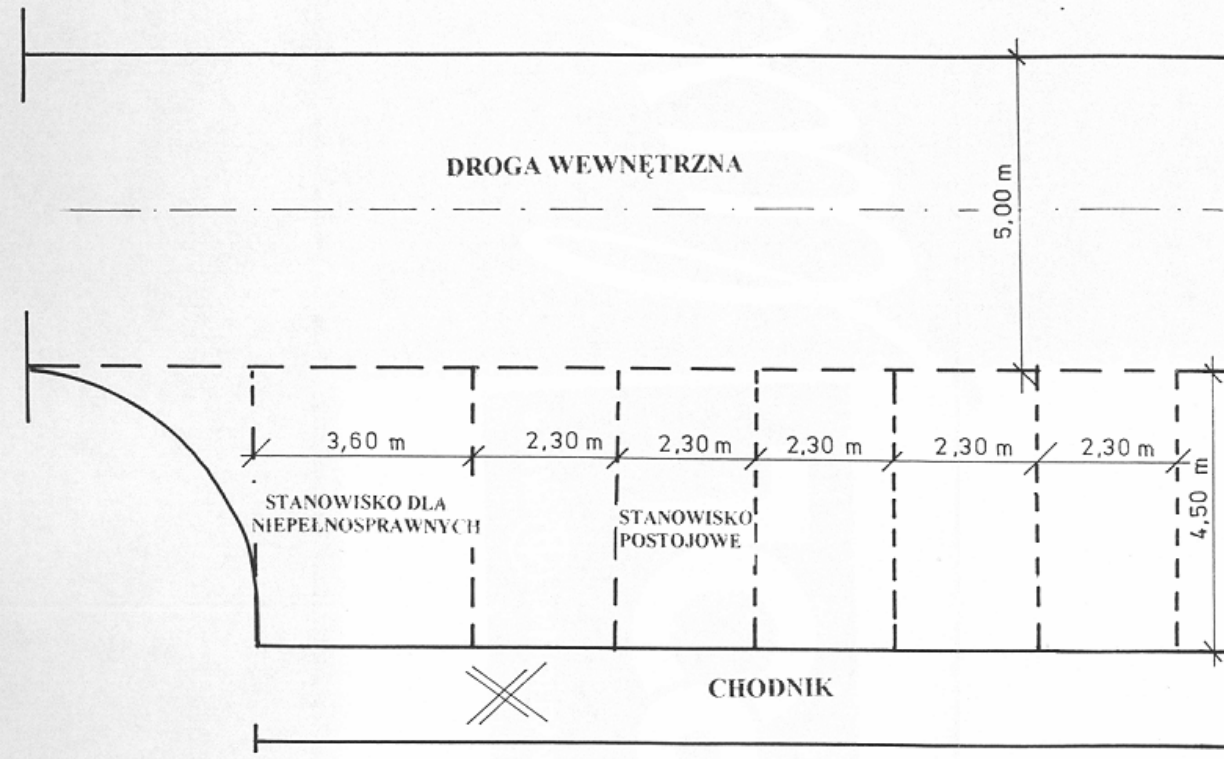 DROGA WEWNĘTRZNA
5,00 m
3,60 m
2,30 m
2,30 m
2,30 m
2,30 m
2,30 m
4,50 m
STANOWISKO DLA
NIEPEŁNOSPRAWNYCH
STANOWISKO
POSTOJOWE
CHODNIK